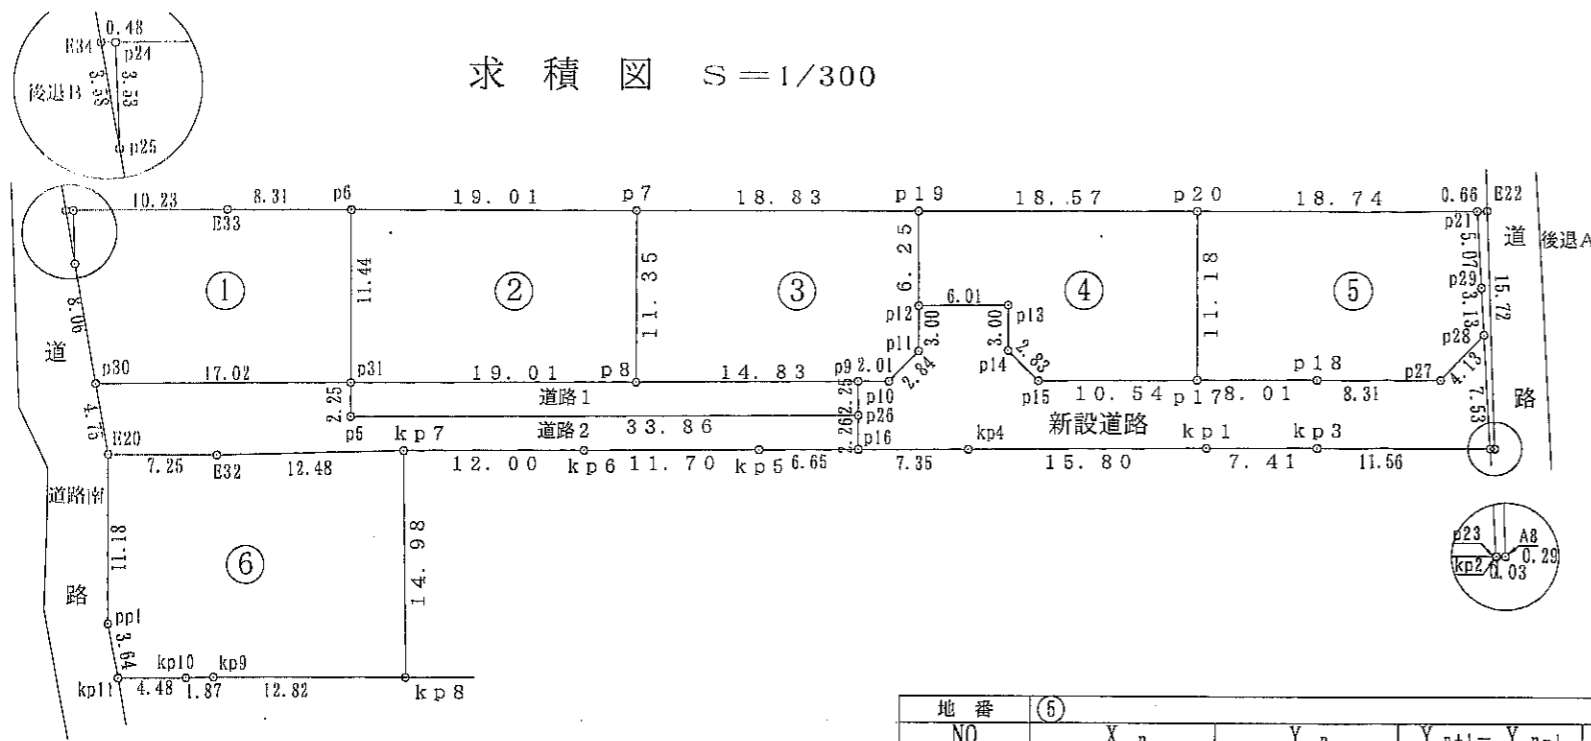 求積図 S＝1/300
0.48
E34
p24
3.58
3.53
後退B
p25
10.23
8.31
p6
19.01
p7
18.83
p19
18.57
p20
18.74
0.66
E22
E33
p21
道
後退A
5.07
①
11.44
②
11.35
③
6.25
④
11.18
⑤
p29
15.72
8.06
6.01
p12
p13
3.13
3.00
3.00
p28
道
p11
p14
2.84
2.83
4.13
p30
17.02
p31
19.01
p8
14.83
p9
2.01
p18
p27
路
2.25
道路1
2.25
p10
p15
10.54
p17
8.01
8.31
7.53
4.75
p5
道路2
33.86
p26
新設道路
E20
kp7
2.26
p16
kp4
kp1
kp3
7.25
E32
12.48
12.00
kp6
11.70
kp5
6.65
7.35
15.80
7.41
11.56
道路南
11.18
⑥
14.98
p23
A8
kp2
0.29
0.03
路
pp1
3.64
kp10
kp9
kp11
4.48
1.87
12.82
kp8
地番 ⑤
NO X n Y n Y n+1− Y n-1